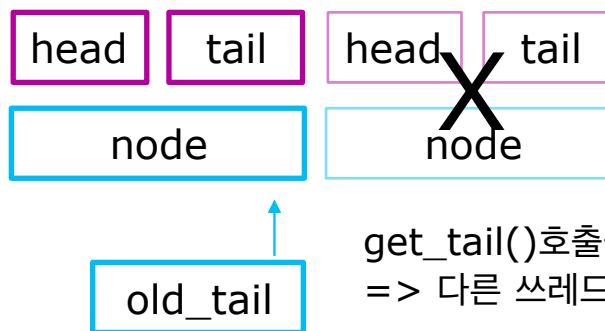 head tail head tail
X
node node
get_tail()호출
old_tail
=> 다른 쓰레드